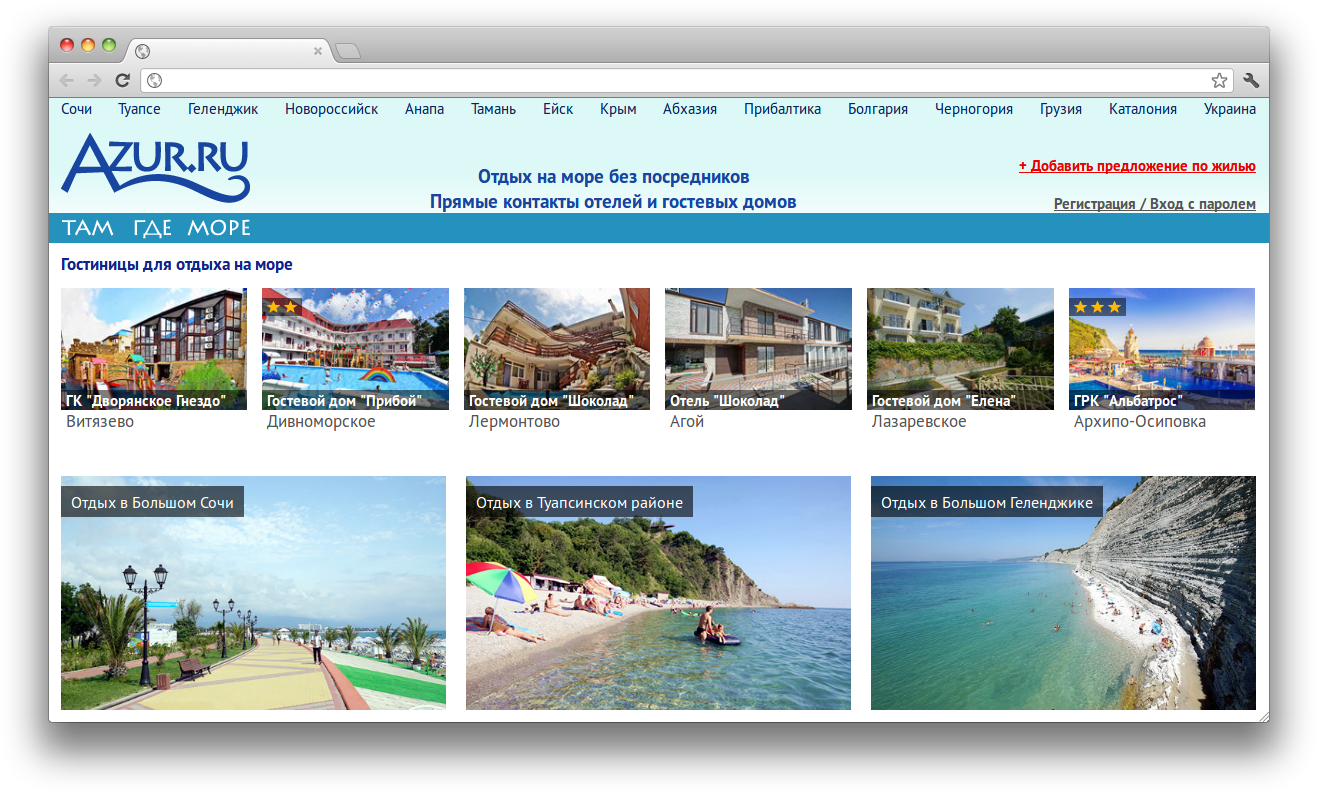 Сочи Туапсе Геленджик Новороссийск Анапа Тамань Ейск Крым Абхазия Прибалтика Болгария Черногория Грузия Каталония Украина
AZUR.RU
+ Добавить предложение по жилью
Отдых на море без посредников
Прямые контакты отелей и гостевых домов
Регистрация / Вход с паролем
ТАМ ГДЕ МОРЕ
Гостиницы для отдыха на море
ГК "Дворянское Гнездо" Гостевой дом "Прибой" Гостевой дом "Шоколад" Отель "Шоколад" Гостевой дом "Елена" ГРК "Альбатрос"
Витязево Дивноморское Лермонтово Агой Лазаревское Архипо-Осиповка
Отдых в Большом Сочи Отдых в Туапсинском районе Отдых в Большом Геленджике